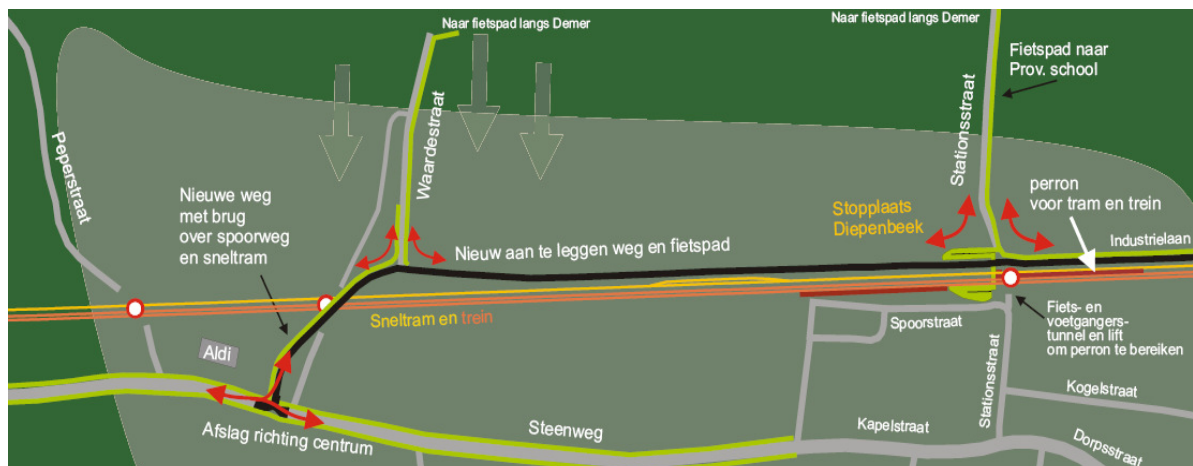 Naar fietspad langs Demer
Naar fietspad langs Demer
Fietspad naar
Prov. school
Peperstraat
Waardestraat
Stationsstraat
Nieuwe weg
met brug
over spoorweg
en sneltram
Stopplaats
Diepenbeek
perron
voor tram en trein
Nieuw aan te leggen weg en fietspad
Industrielaan
Sneltram en trein
Spoorstraat
Fiets- en
voetgangers-
tunnel en lift
om perron te bereiken
Aldi
Stationsstraat
Kogelstraat
Afslag richting centrum
Steenweg
Kapelstraat
Dorpsstraat